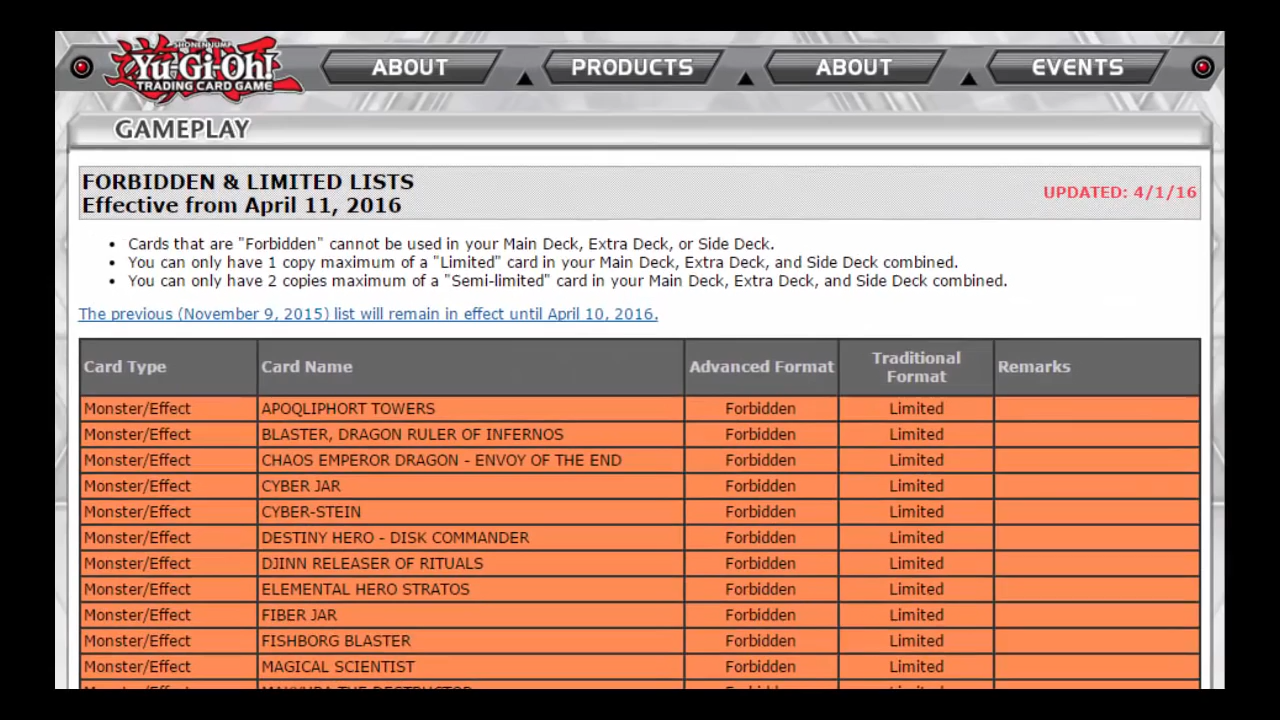 SHONEN JUMP
Yu-Gi-Oh!
TRADING CARD GAME
ABOUT PRODUCTS ABOUT EVENTS
GAMEPLAY
FORBIDDEN & LIMITED LISTS
Effective from April 11, 2016
UPDATED: 4/1/16
• Cards that are "Forbidden" cannot be used in your Main Deck, Extra Deck, or Side Deck.
• You can only have 1 copy maximum of a "Limited" card in your Main Deck, Extra Deck, and Side Deck combined.
• You can only have 2 copies maximum of a "Semi-limited" card in your Main Deck, Extra Deck, and Side Deck combined.
The previous (November 9, 2015) list will remain in effect until April 10, 2016.
Card Type Card Name Advanced Format Traditional Format Remarks
Monster/Effect APOQLIPHORT TOWERS Forbidden Limited
Monster/Effect BLASTER, DRAGON RULER OF INFERNOS Forbidden Limited
Monster/Effect CHAOS EMPEROR DRAGON - ENVOY OF THE END Forbidden Limited
Monster/Effect CYBER JAR Forbidden Limited
Monster/Effect CYBER-STEIN Forbidden Limited
Monster/Effect DESTINY HERO - DISK COMMANDER Forbidden Limited
Monster/Effect DJINN RELEASER OF RITUALS Forbidden Limited
Monster/Effect ELEMENTAL HERO STRATOS Forbidden Limited
Monster/Effect FIBER JAR Forbidden Limited
Monster/Effect FISHBORG BLASTER Forbidden Limited
Monster/Effect MAGICAL SCIENTIST Forbidden Limited